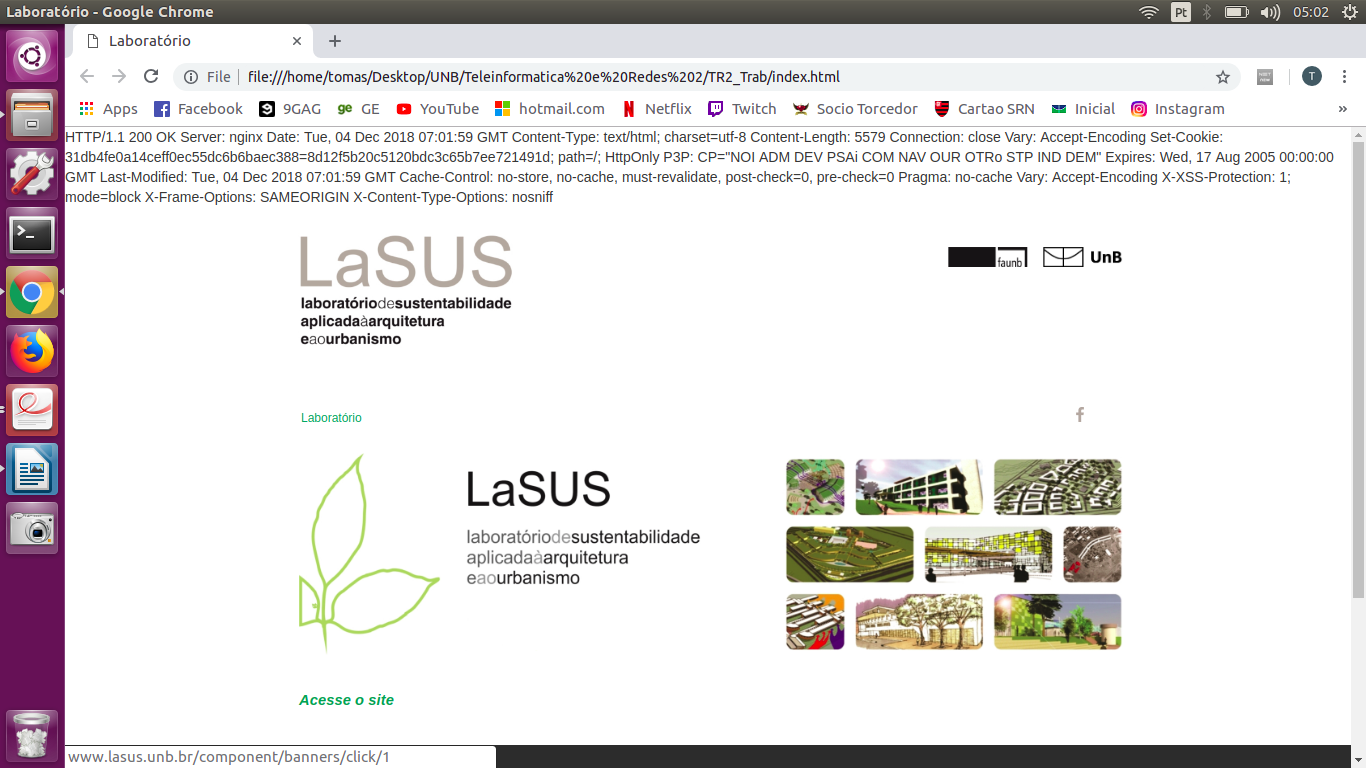 Laboratório - Google Chrome
Pt
05:02
Laboratório
File
file:///home/tomas/Desktop/UNB/Teleinformatica%20e%20Redes%202/TR2_Trab/index.html
T
Apps
Facebook
9GAG
ge
GE
YouTube
hotmail.com
Netflix
Twitch
Socio Torcedor
Cartao SRN
Inicial
Instagram
»
HTTP/1.1 200 OK Server: nginx Date: Tue, 04 Dec 2018 07:01:59 GMT Content-Type: text/html; charset=utf-8 Content-Length: 5579 Connection: close Vary: Accept-Encoding Set-Cookie:
31db4fe0a14ceff0ec55dc6b6baec388=8d12f5b20c5120bdc3c65b7ee721491d; path=/; HttpOnly P3P: CP="NOI ADM DEV PSAi COM NAV OUR OTRo STP IND DEM" Expires: Wed, 17 Aug 2005 00:00:00
GMT Last-Modified: Tue, 04 Dec 2018 07:01:59 GMT Cache-Control: no-store, no-cache, must-revalidate, post-check=0, pre-check=0 Pragma: no-cache Vary: Accept-Encoding X-XSS-Protection: 1;
mode=block X-Frame-Options: SAMEORIGIN X-Content-Type-Options: nosniff
LaSUS
laboratóriodesustentabilidade
aplicadaàarquitetura
eaourbanismo
faunb
UnB
Laboratório
LaSUS
laboratóriodesustentabilidade
aplicadaàarquitetura
eaourbanismo
Acesse o site
www.lasus.unb.br/component/banners/click/1